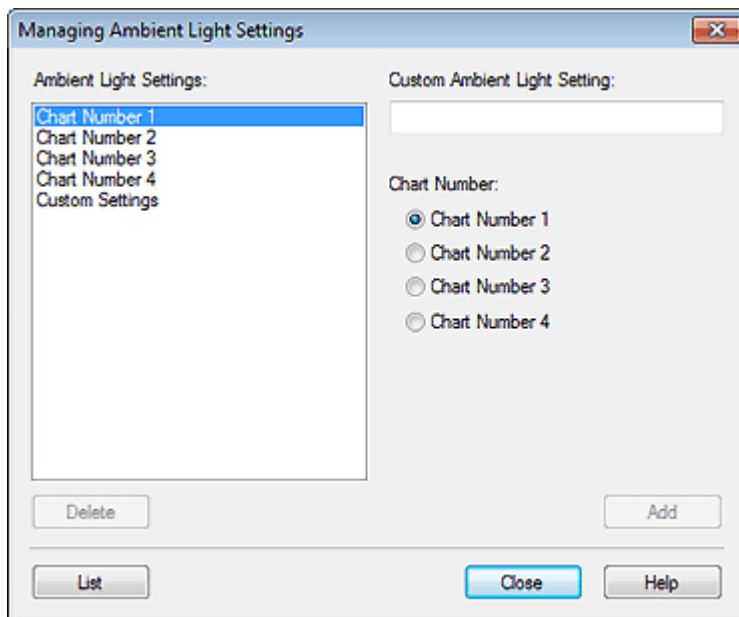 Managing Ambient Light Settings
Ambient Light Settings:
Chart Number 1
Chart Number 2
Chart Number 3
Chart Number 4
Custom Settings
Custom Ambient Light Setting:
Chart Number:
Chart Number 1
Chart Number 2
Chart Number 3
Chart Number 4
Delete
Add
List
Close
Help